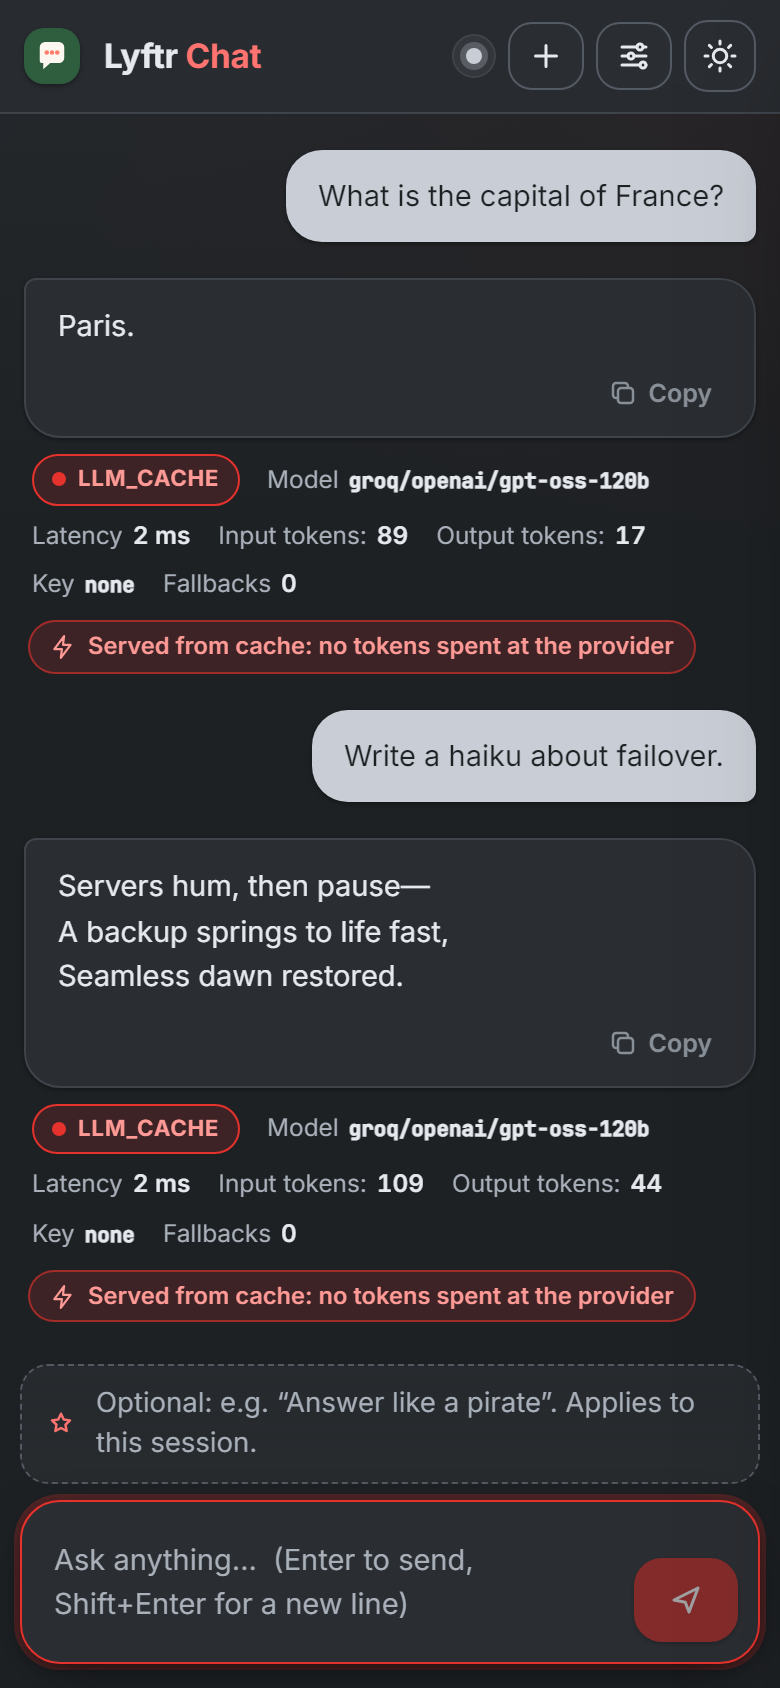 Lyftr Chat
What is the capital of France?
Paris.
Copy
LLM_CACHE Model groq/openai/gpt-oss-120b
Latency 2 ms Input tokens: 89 Output tokens: 17
Key none Fallbacks 0
Served from cache: no tokens spent at the provider
Write a haiku about failover.
Servers hum, then pause—
A backup springs to life fast,
Seamless dawn restored.
Copy
LLM_CACHE Model groq/openai/gpt-oss-120b
Latency 2 ms Input tokens: 109 Output tokens: 44
Key none Fallbacks 0
Served from cache: no tokens spent at the provider
Optional: e.g. “Answer like a pirate”. Applies to
this session.
Ask anything… (Enter to send,
Shift+Enter for a new line)